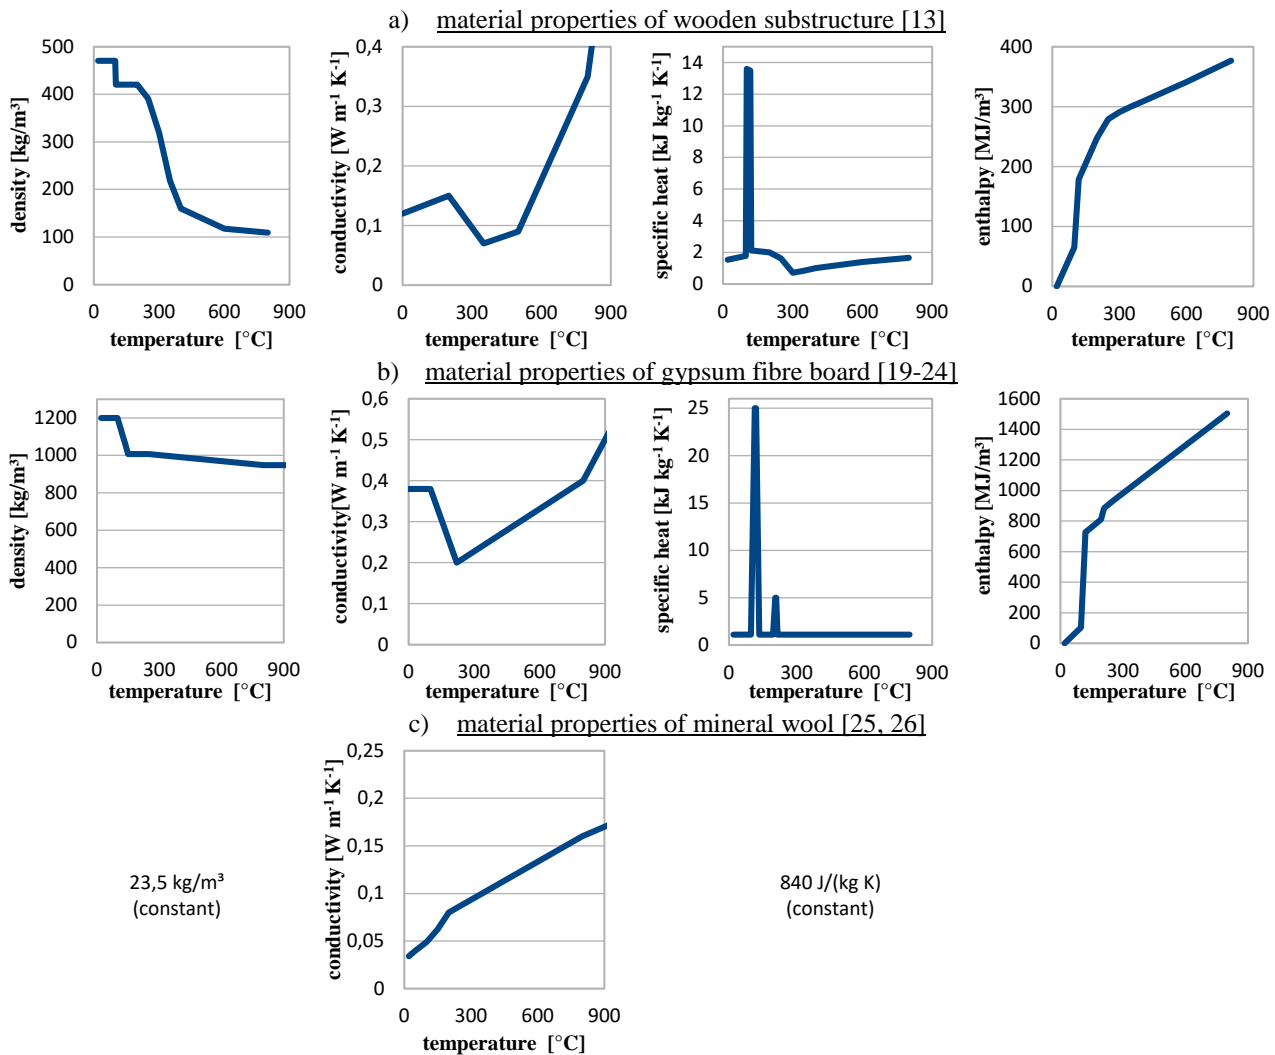 a) material properties of wooden substructure [13]
density [kg/m³]
500
400
300
200
100
0
0 300 600 900
temperature [°C]
conductivity [W m-1 K-1]
0,4
0,3
0,2
0,1
0
0 300 600 900
temperature [°C]
specific heat [kJ kg-1 K-1]
14
12
10
8
6
4
2
0
0 300 600 900
temperature [°C]
enthalpy [MJ/m³]
400
300
200
100
0
0 300 600 900
temperature [°C]
b) material properties of gypsum fibre board [19-24]
density [kg/m³]
1200
1000
800
600
400
200
0
0 300 600 900
temperature [°C]
conductivity[W m-1 K-1]
0,6
0,5
0,4
0,3
0,2
0,1
0
0 300 600 900
temperature [°C]
specific heat [kJ kg-1 K-1]
25
20
15
10
5
0
0 300 600 900
temperature [°C]
enthalpy [MJ/m³]
1600
1400
1200
1000
800
600
400
200
0
0 300 600 900
temperature [°C]
c) material properties of mineral wool [25, 26]
23,5 kg/m³
(constant)
conductivity [W m-1 K-1]
0,25
0,2
0,15
0,1
0,05
0
0 300 600 900
temperature [°C]
840 J/(kg K)
(constant)